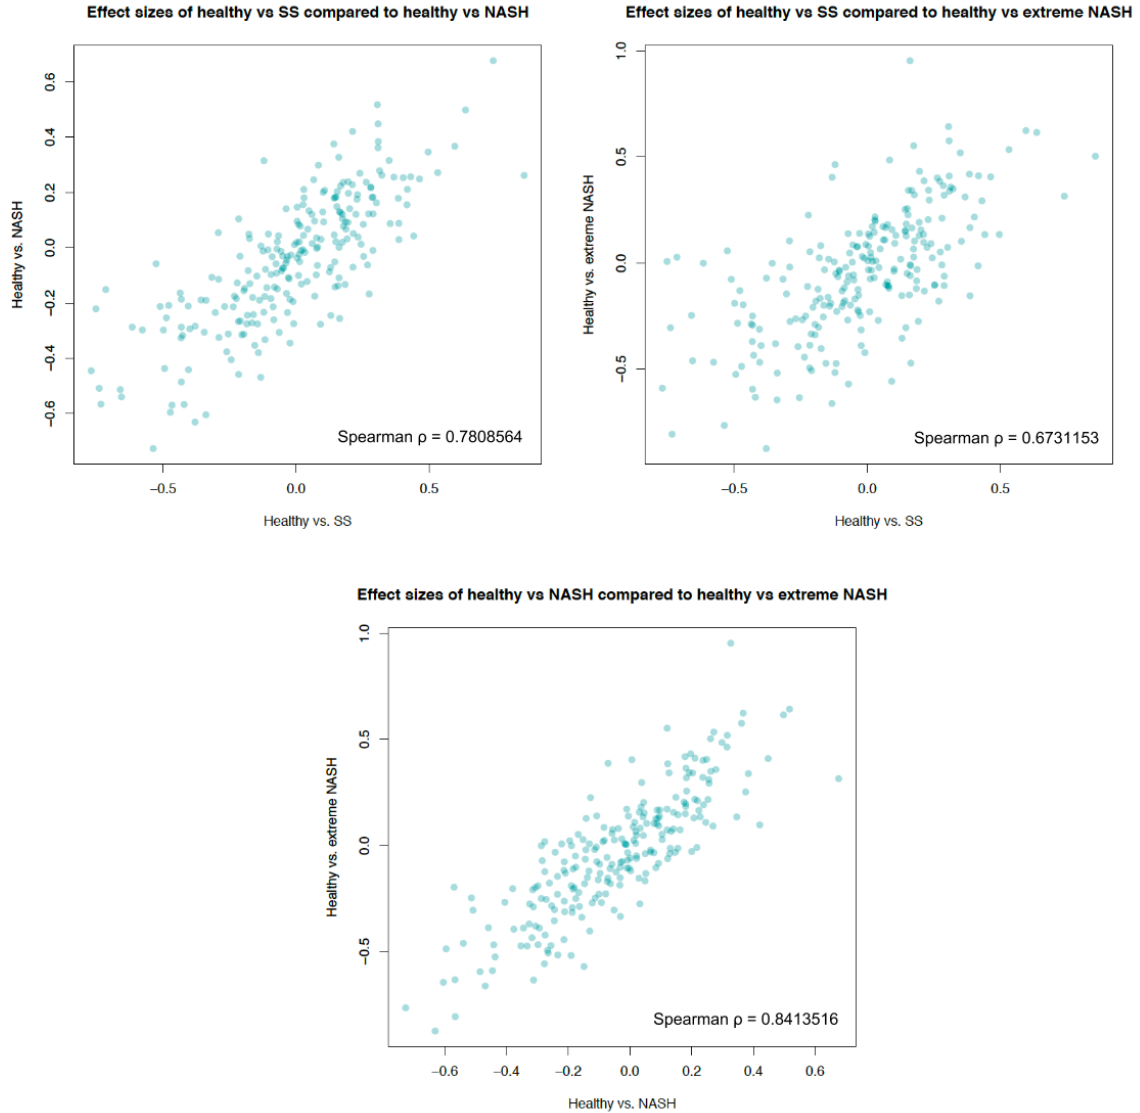 Effect sizes of healthy vs SS compared to healthy vs NASH
Healthy vs. NASH
0.6
0.4
0.2
0.0
−0.2
−0.4
−0.6
Spearman ρ = 0.7808564
−0.5
0.0
0.5
Healthy vs. SS
Effect sizes of healthy vs SS compared to healthy vs extreme NASH
Healthy vs. extreme NASH
1.0
0.5
0.0
−0.5
Spearman ρ = 0.6731153
−0.5
0.0
0.5
Healthy vs. SS
Effect sizes of healthy vs NASH compared to healthy vs extreme NASH
Healthy vs. extreme NASH
1.0
0.5
0.0
−0.5
Spearman ρ = 0.8413516
−0.6
−0.4
−0.2
0.0
0.2
0.4
0.6
Healthy vs. NASH